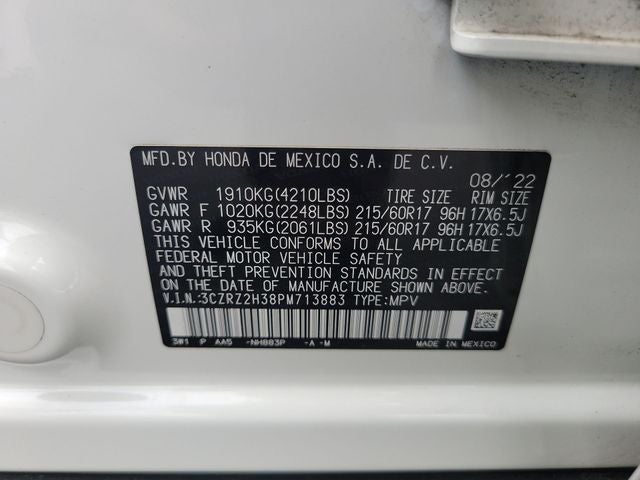 MFD.BY HONDA DE MEXICO S.A. DE C.V.
08/'22
GVWR 1910KG(4210LBS) TIRE SIZE RIM SIZE
GAWR F 1020KG(2248LBS) 215/60R17 96H 17X6.5J
GAWR R 935KG(2061LBS) 215/60R17 96H 17X6.5J
THIS VEHICLE CONFORMS TO ALL APPLICABLE
FEDERAL MOTOR VEHICLE SAFETY
AND THEFT PREVENTION STANDARDS IN EFFECT
ON THE DATE OF MANUFACTURE SHOWN ABOVE.
V.I.N.:3CZRZ2H38PM713883 TYPE:MPV
3W1 P AA5 -NH883P -A -M MADE IN MEXICO